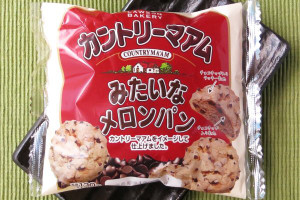 BAKERY
カントリーマアム
COUNTRY MA'AM
みたいな
メロンパン
カントリーマアムをイメージして
仕上げました。